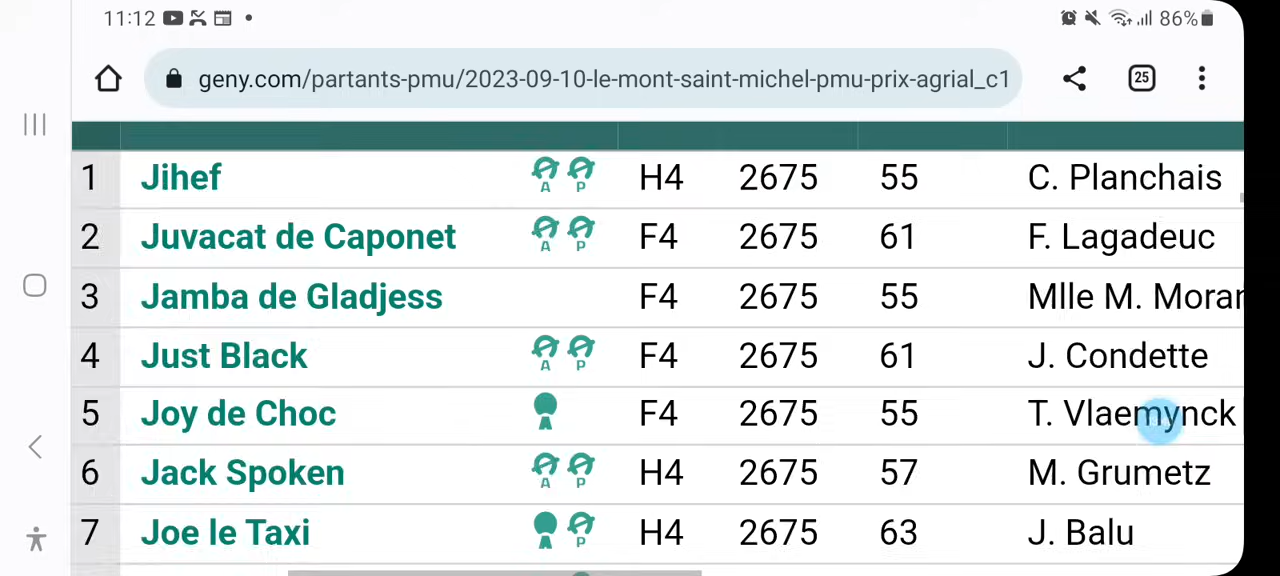 11:12 86%
geny.com/partants-pmu/2023-09-10-le-mont-saint-michel-pmu-prix-agrial_c1 25
1 Jihef A P H4 2675 55 C. Planchais
2 Juvacat de Caponet A P F4 2675 61 F. Lagadeuc
3 Jamba de Gladjess F4 2675 55 Mlle M. Moran
4 Just Black A P F4 2675 61 J. Condette
5 Joy de Choc F4 2675 55 T. Vlaemynck
6 Jack Spoken A P H4 2675 57 M. Grumetz
7 Joe le Taxi P H4 2675 63 J. Balu